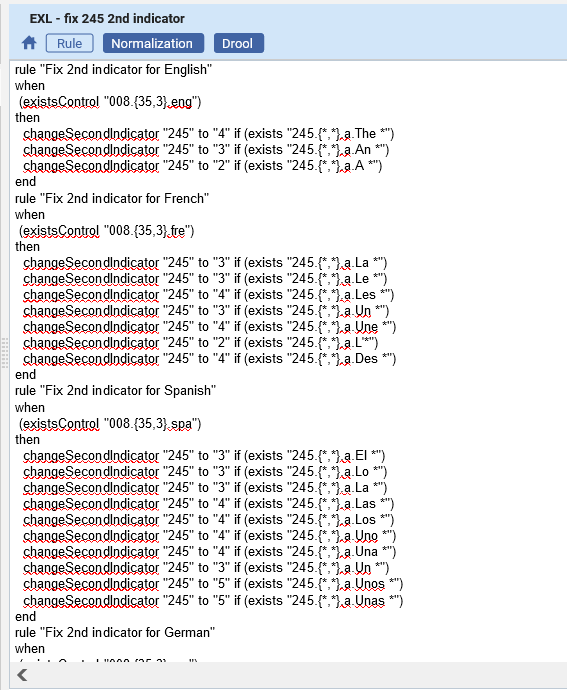 EXL - fix 245 2nd indicator
Rule Normalization Drool
rule "Fix 2nd indicator for English"
when
(existsControl "008.{35,3}.eng")
then
changeSecondIndicator "245" to "4" if (exists "245.{*,*}.a.The *")
changeSecondIndicator "245" to "3" if (exists "245.{*,*}.a.An *")
changeSecondIndicator "245" to "2" if (exists "245.{*,*}.a.A *")
end
rule "Fix 2nd indicator for French"
when
(existsControl "008.{35,3}.fre")
then
changeSecondIndicator "245" to "3" if (exists "245.{*,*}.a.La *")
changeSecondIndicator "245" to "3" if (exists "245.{*,*}.a.Le *")
changeSecondIndicator "245" to "4" if (exists "245.{*,*}.a.Les *")
changeSecondIndicator "245" to "3" if (exists "245.{*,*}.a.Un *")
changeSecondIndicator "245" to "4" if (exists "245.{*,*}.a.Une *")
changeSecondIndicator "245" to "2" if (exists "245.{*,*}.a.L'*")
changeSecondIndicator "245" to "4" if (exists "245.{*,*}.a.Des *")
end
rule "Fix 2nd indicator for Spanish"
when
(existsControl "008.{35,3}.spa")
then
changeSecondIndicator "245" to "3" if (exists "245.{*,*}.a.El *")
changeSecondIndicator "245" to "3" if (exists "245.{*,*}.a.Lo *")
changeSecondIndicator "245" to "3" if (exists "245.{*,*}.a.La *")
changeSecondIndicator "245" to "4" if (exists "245.{*,*}.a.Las *")
changeSecondIndicator "245" to "4" if (exists "245.{*,*}.a.Los *")
changeSecondIndicator "245" to "4" if (exists "245.{*,*}.a.Uno *")
changeSecondIndicator "245" to "4" if (exists "245.{*,*}.a.Una *")
changeSecondIndicator "245" to "3" if (exists "245.{*,*}.a.Un *")
changeSecondIndicator "245" to "5" if (exists "245.{*,*}.a.Unos *")
changeSecondIndicator "245" to "5" if (exists "245.{*,*}.a.Unas *")
end
rule "Fix 2nd indicator for German"
when